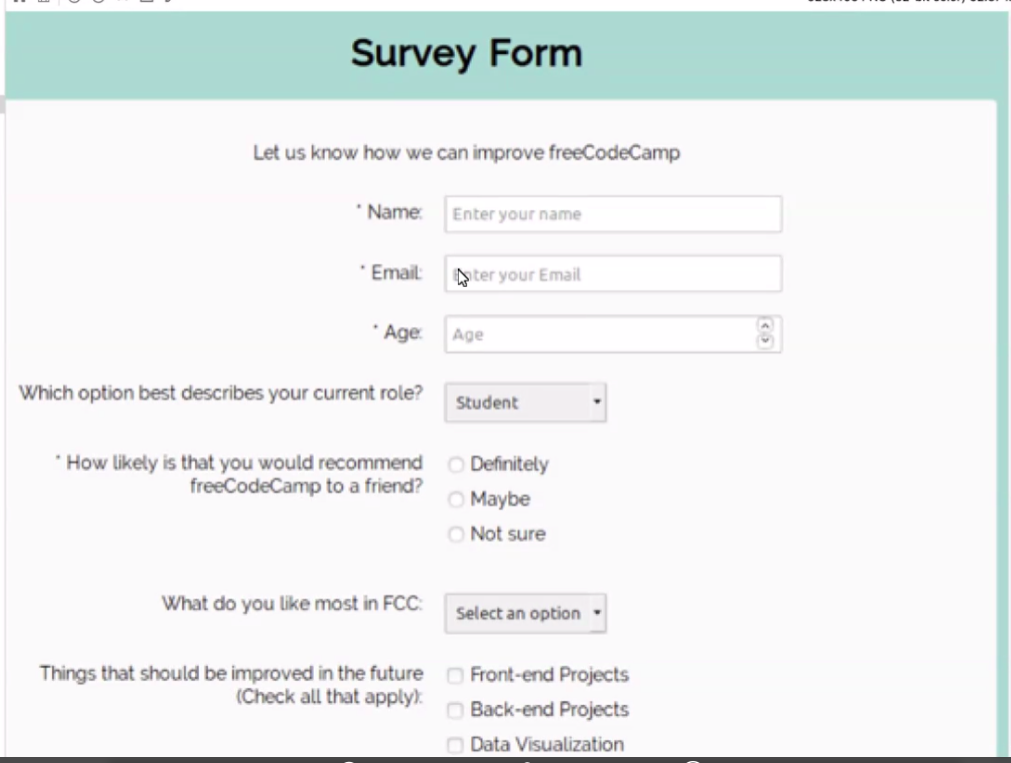 Survey Form
Let us know how we can improve freeCodeCamp
* Name: Enter your name
* Email: Enter your Email
* Age: Age
Which option best describes your current role? Student
* How likely is that you would recommend
freeCodeCamp to a friend?
Definitely
Maybe
Not sure
What do you like most in FCC: Select an option
Things that should be improved in the future
(Check all that apply):
Front-end Projects
Back-end Projects
Data Visualization